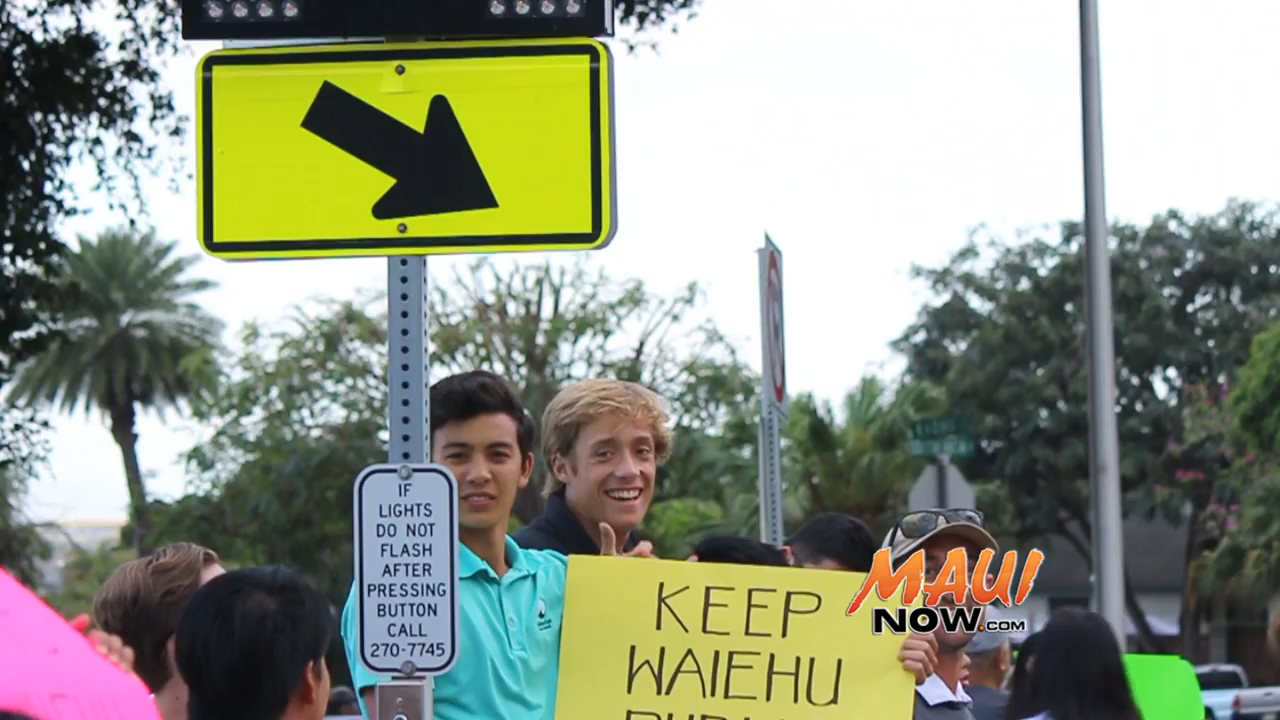 IF
LIGHTS
DO NOT
FLASH
AFTER
PRESSING
BUTTON
CALL
270-7745
KEEP
WAIEHU
MAUI
NOW.COM